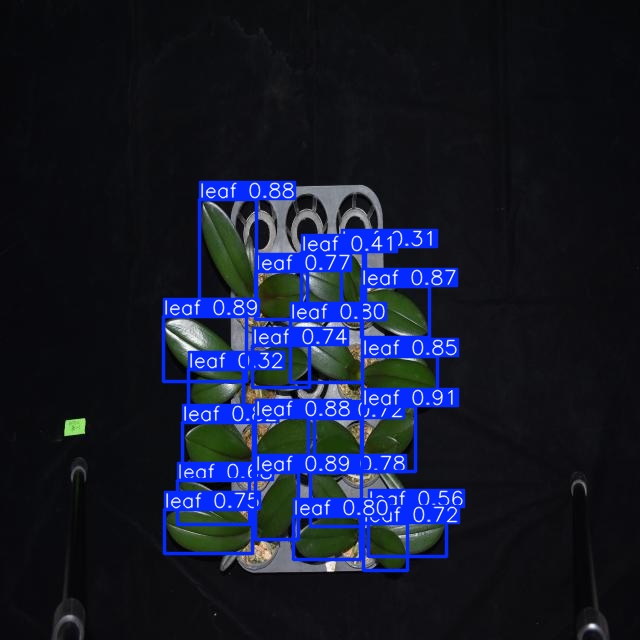 leaf 0.88
leaf 0.41
0.31
leaf 0.77
leaf 0.87
leaf 0.89
leaf 0.80
leaf 0.74
leaf 0.85
leaf 0.32
leaf 0.91
leaf 0.88
0.72
leaf
leaf 0.89
0.78
leaf
leaf 0.75
leaf 0.80
leaf 0.56
leaf 0.72